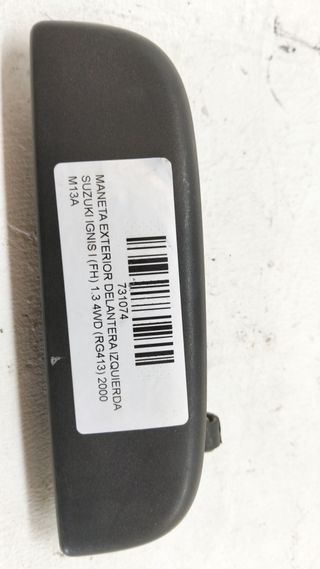 731074
MANETA EXTERIOR DELANTERA IZQUIERDA
SUZUKI IGNIS I (FH) 1.3 4WD (RG413) 2000
M13A